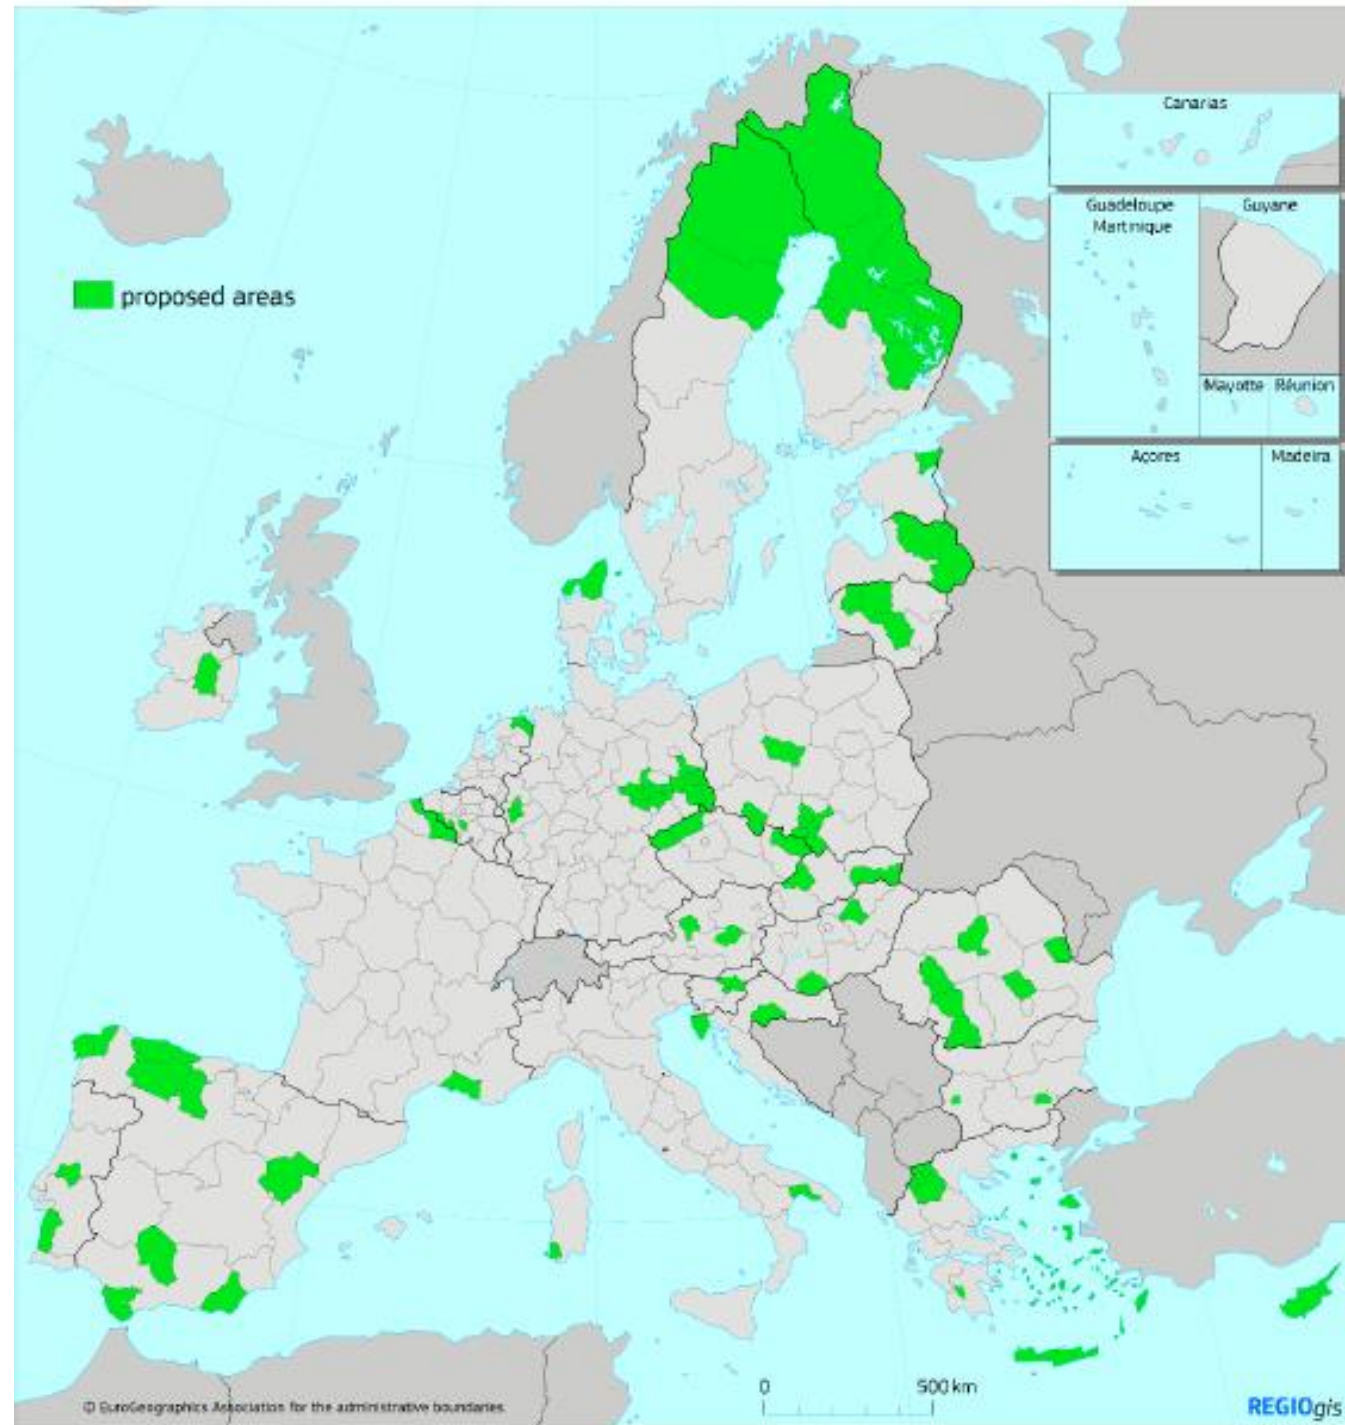 Canarias
Guadeloupe
Martinique
Guyane
proposed areas
Mayotte
Réunion
Açores
Madeira
0
500 km
© EuroGeographics Association for the administrative boundaries.
REGIOgis